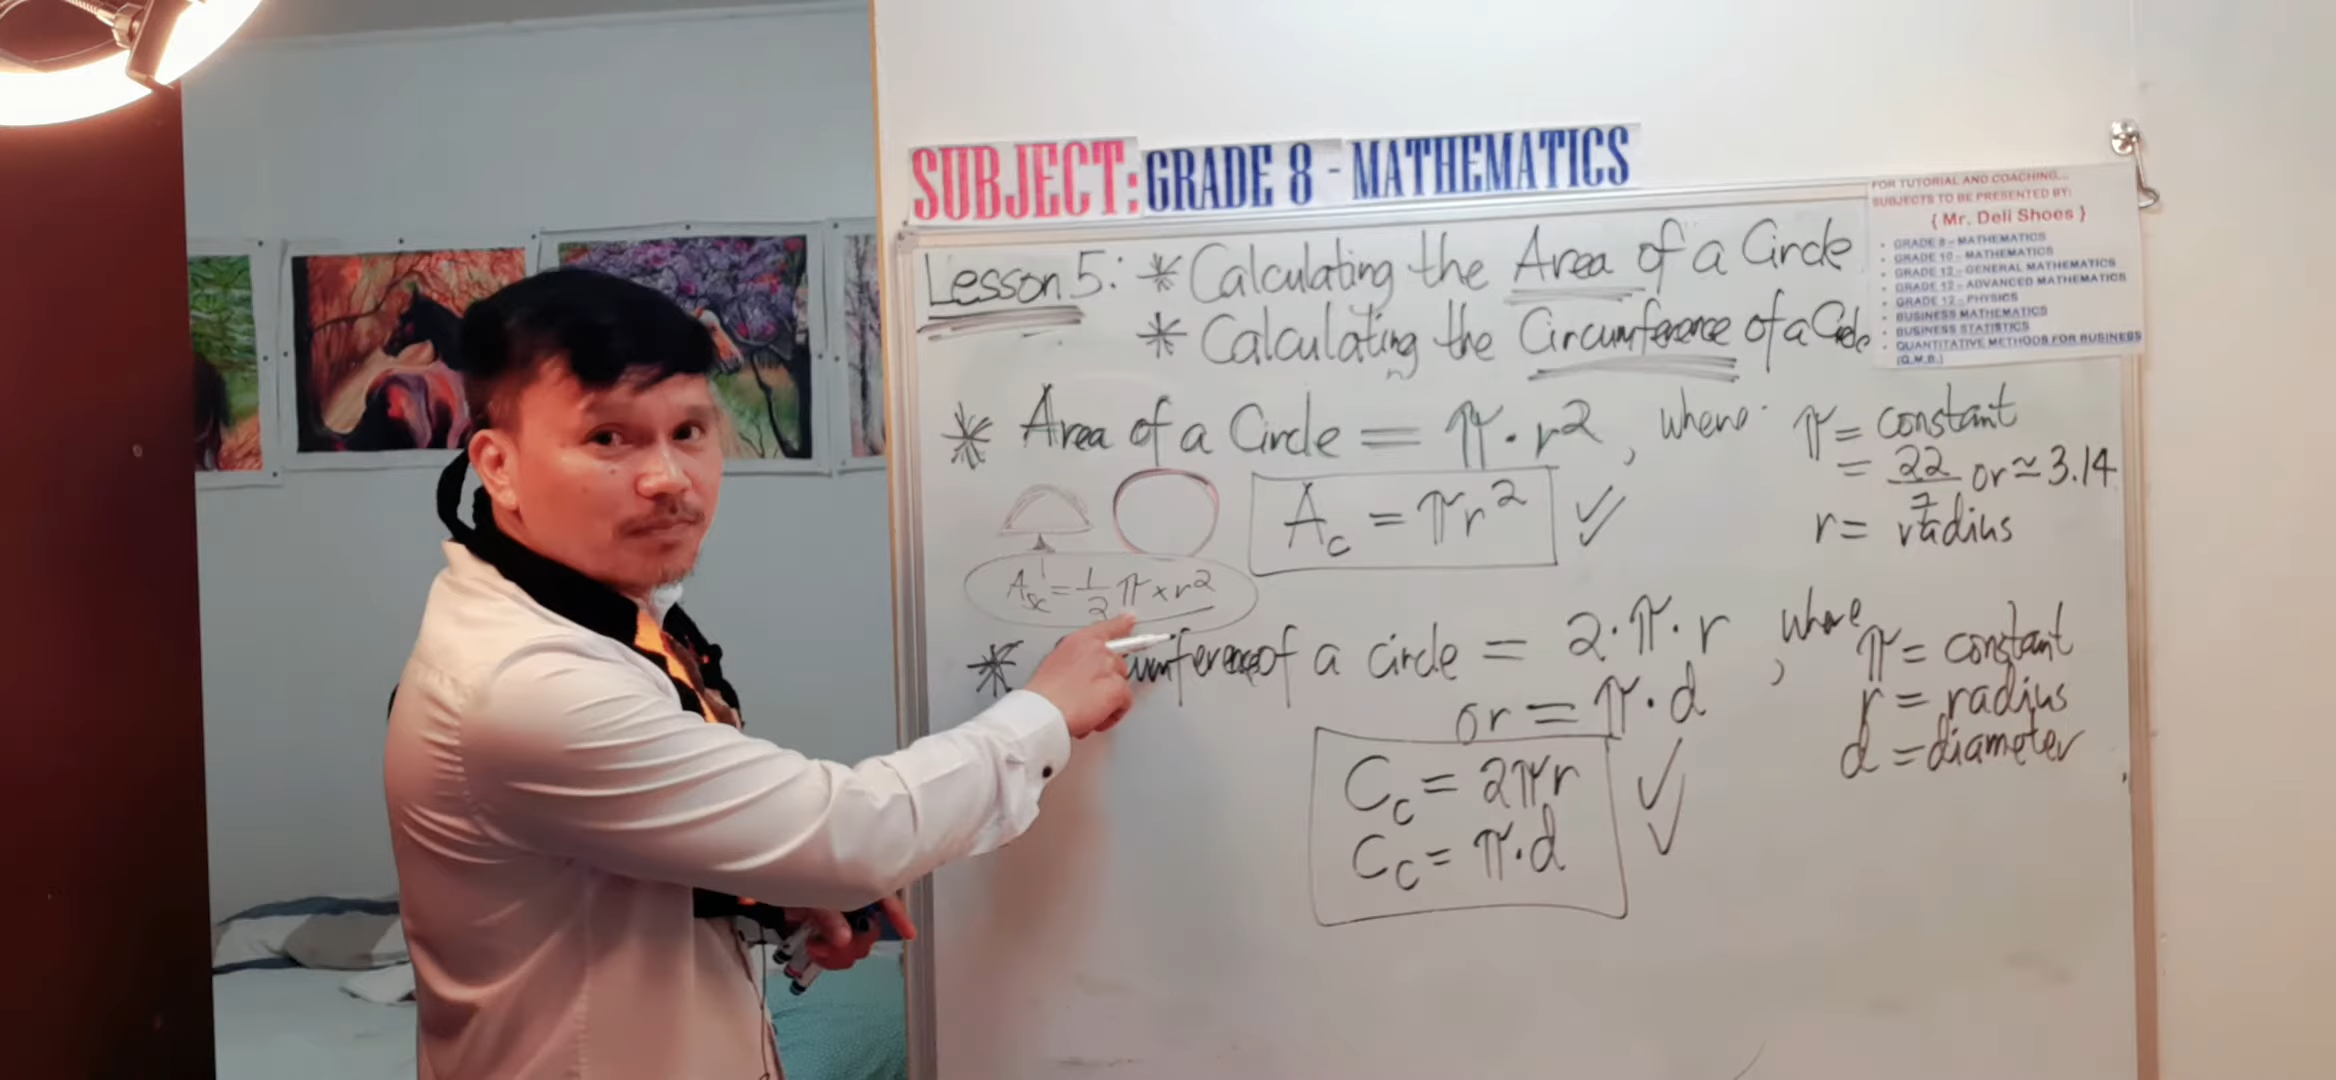 SUBJECT: GRADE 8 - MATHEMATICS
FOR TUTORIAL AND COACHING...
SUBJECTS TO BE PRESENTED BY:
{ Mr. Deli Shoes }
• GRADE 8 - MATHEMATICS
• GRADE 10 - MATHEMATICS
• GRADE 12 - GENERAL MATHEMATICS
• GRADE 12 - ADVANCED MATHEMATICS
• GRADE 12 - PHYSICS
• BUSINESS MATHEMATICS
• BUSINESS STATISTICS
• QUANTITATIVE METHODS FOR BUSINESS
(Q.M.B.)
Lesson 5: * Calculating the Area of a Circle
* Calculating the Circumference of a Circle
* Area of a Circle = π · r², where π = constant
= 22/7 or ≃ 3.14
r = radius
A_c = πr²
A_sc = 1/2 π × r²
* umference of a circle = 2 · π · r, where π = constant
or = π · d
r = radius
d = diameter
C_c = 2πr
C_c = π · d